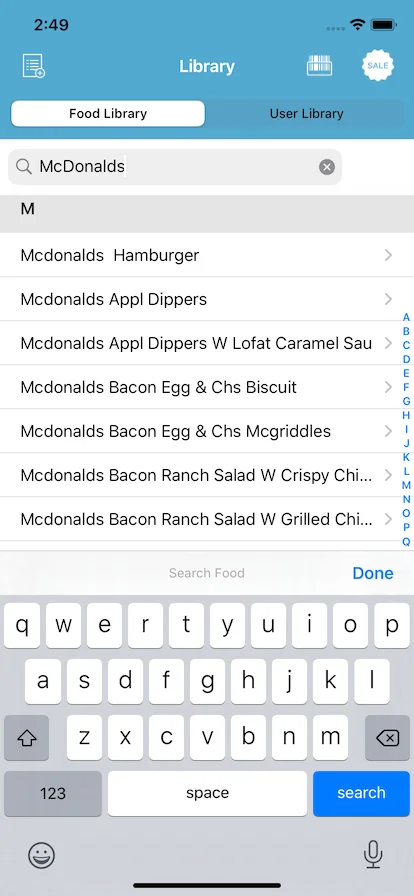 2:49
Library
SALE
Food Library
User Library
McDonalds
M
Mcdonalds  Hamburger
Mcdonalds Appl Dippers
Mcdonalds Appl Dippers W Lofat Caramel Sau
Mcdonalds Bacon Egg & Chs Biscuit
Mcdonalds Bacon Egg & Chs Mcgriddles
Mcdonalds Bacon Ranch Salad W Crispy Chi...
Mcdonalds Bacon Ranch Salad W Grilled Chi...
A
B
C
D
E
F
G
H
I
J
K
L
M
N
O
P
Q
Search Food
Done
q w e r t y u i o p
a s d f g h j k l
z x c v b n m
123
space
search